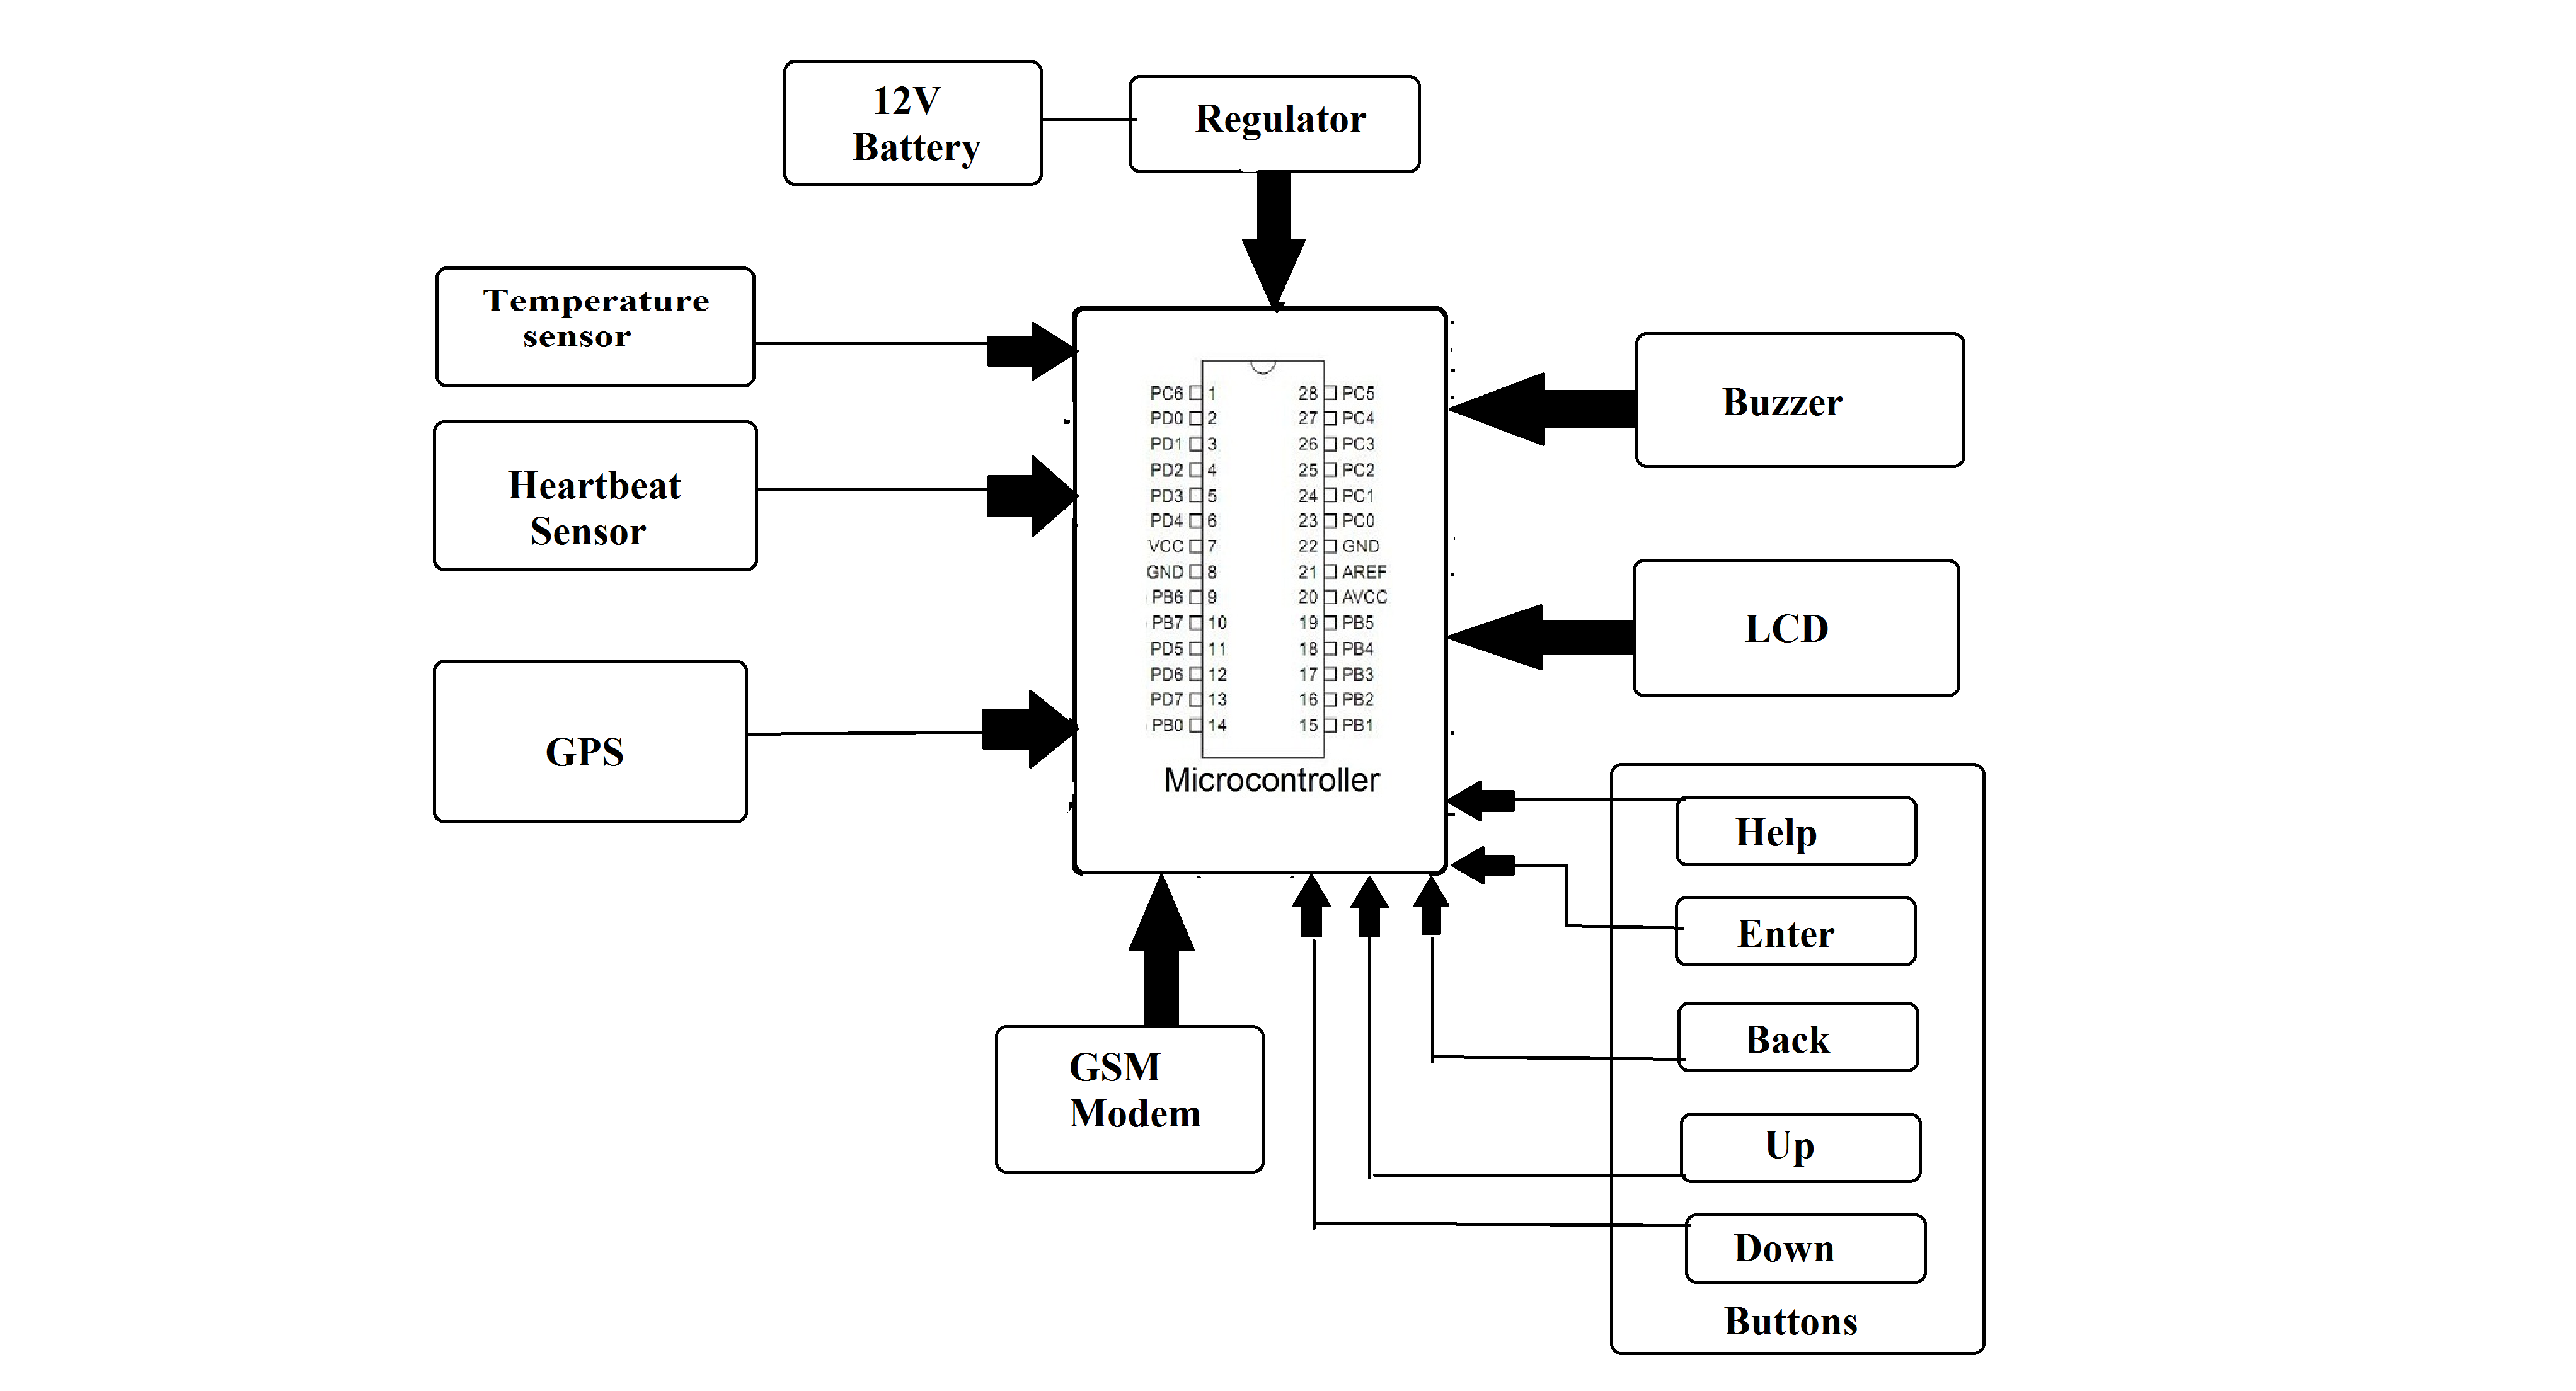 12V
Battery
Regulator
Temperature
sensor
Heartbeat
Sensor
GPS
PC6 1 28 PC5
PD0 2 27 PC4
PD1 3 26 PC3
PD2 4 25 PC2
PD3 5 24 PC1
PD4 6 23 PC0
VCC 7 22 GND
GND 8 21 AREF
PB6 9 20 AVCC
PB7 10 19 PB5
PD5 11 18 PB4
PD6 12 17 PB3
PD7 13 16 PB2
PB0 14 15 PB1
Microcontroller
Buzzer
LCD
Help
Enter
Back
Up
Down
Buttons
GSM
Modem